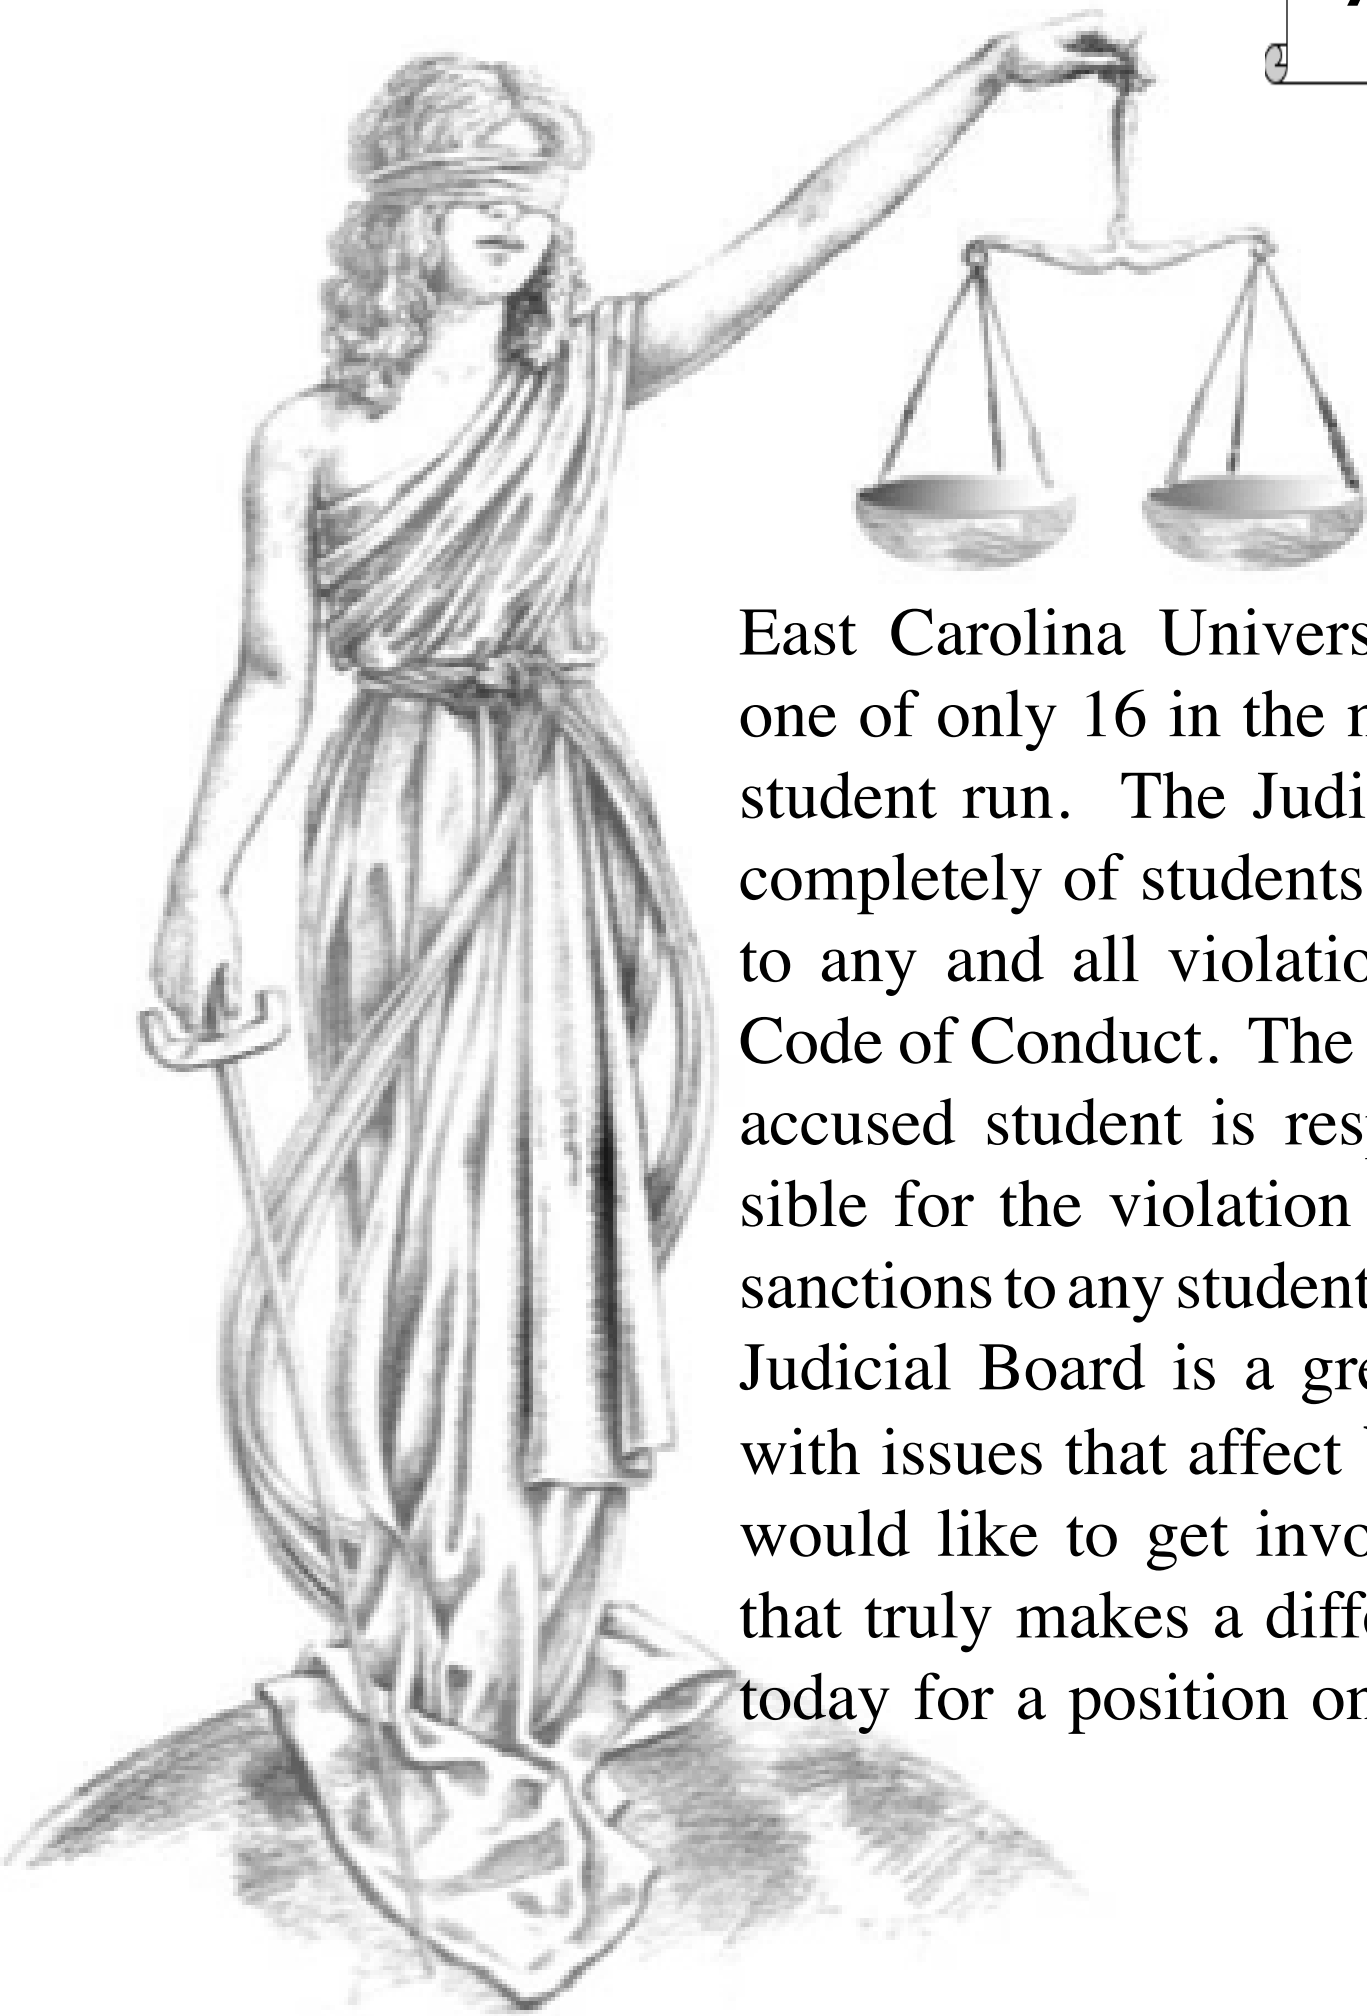 East Carolina Univers
one of only 16 in the
student run. The Judi
completely of students
to any and all violatio
Code of Conduct. The
accused student is res
sible for the violation
sanctions to any student
Judicial Board is a gre
with issues that affect
would like to get invo
that truly makes a diffe
today for a position on